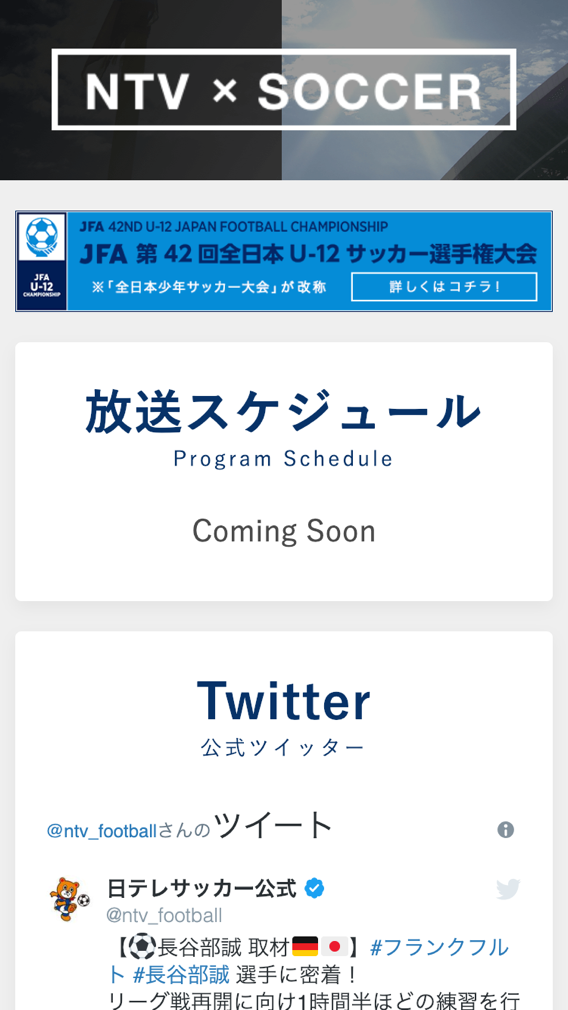 NTV × SOCCER
JFA 42ND U-12 JAPAN FOOTBALL CHAMPIONSHIP
JFA 第42回全日本U-12サッカー選手権大会
JFA
U-12
CHAMPIONSHIP
※「全日本少年サッカー大会」が改称
詳しくはコチラ!
放送スケジュール
Program Schedule
Coming Soon
Twitter
公式ツイッター
@ntv_footballさんのツイート
日テレサッカー公式
@ntv_football
【⚽長谷部誠 取材🇩🇪🇯🇵】#フランクフル
ト #長谷部誠 選手に密着！
リーグ戦再開に向け1時間半ほどの練習を行